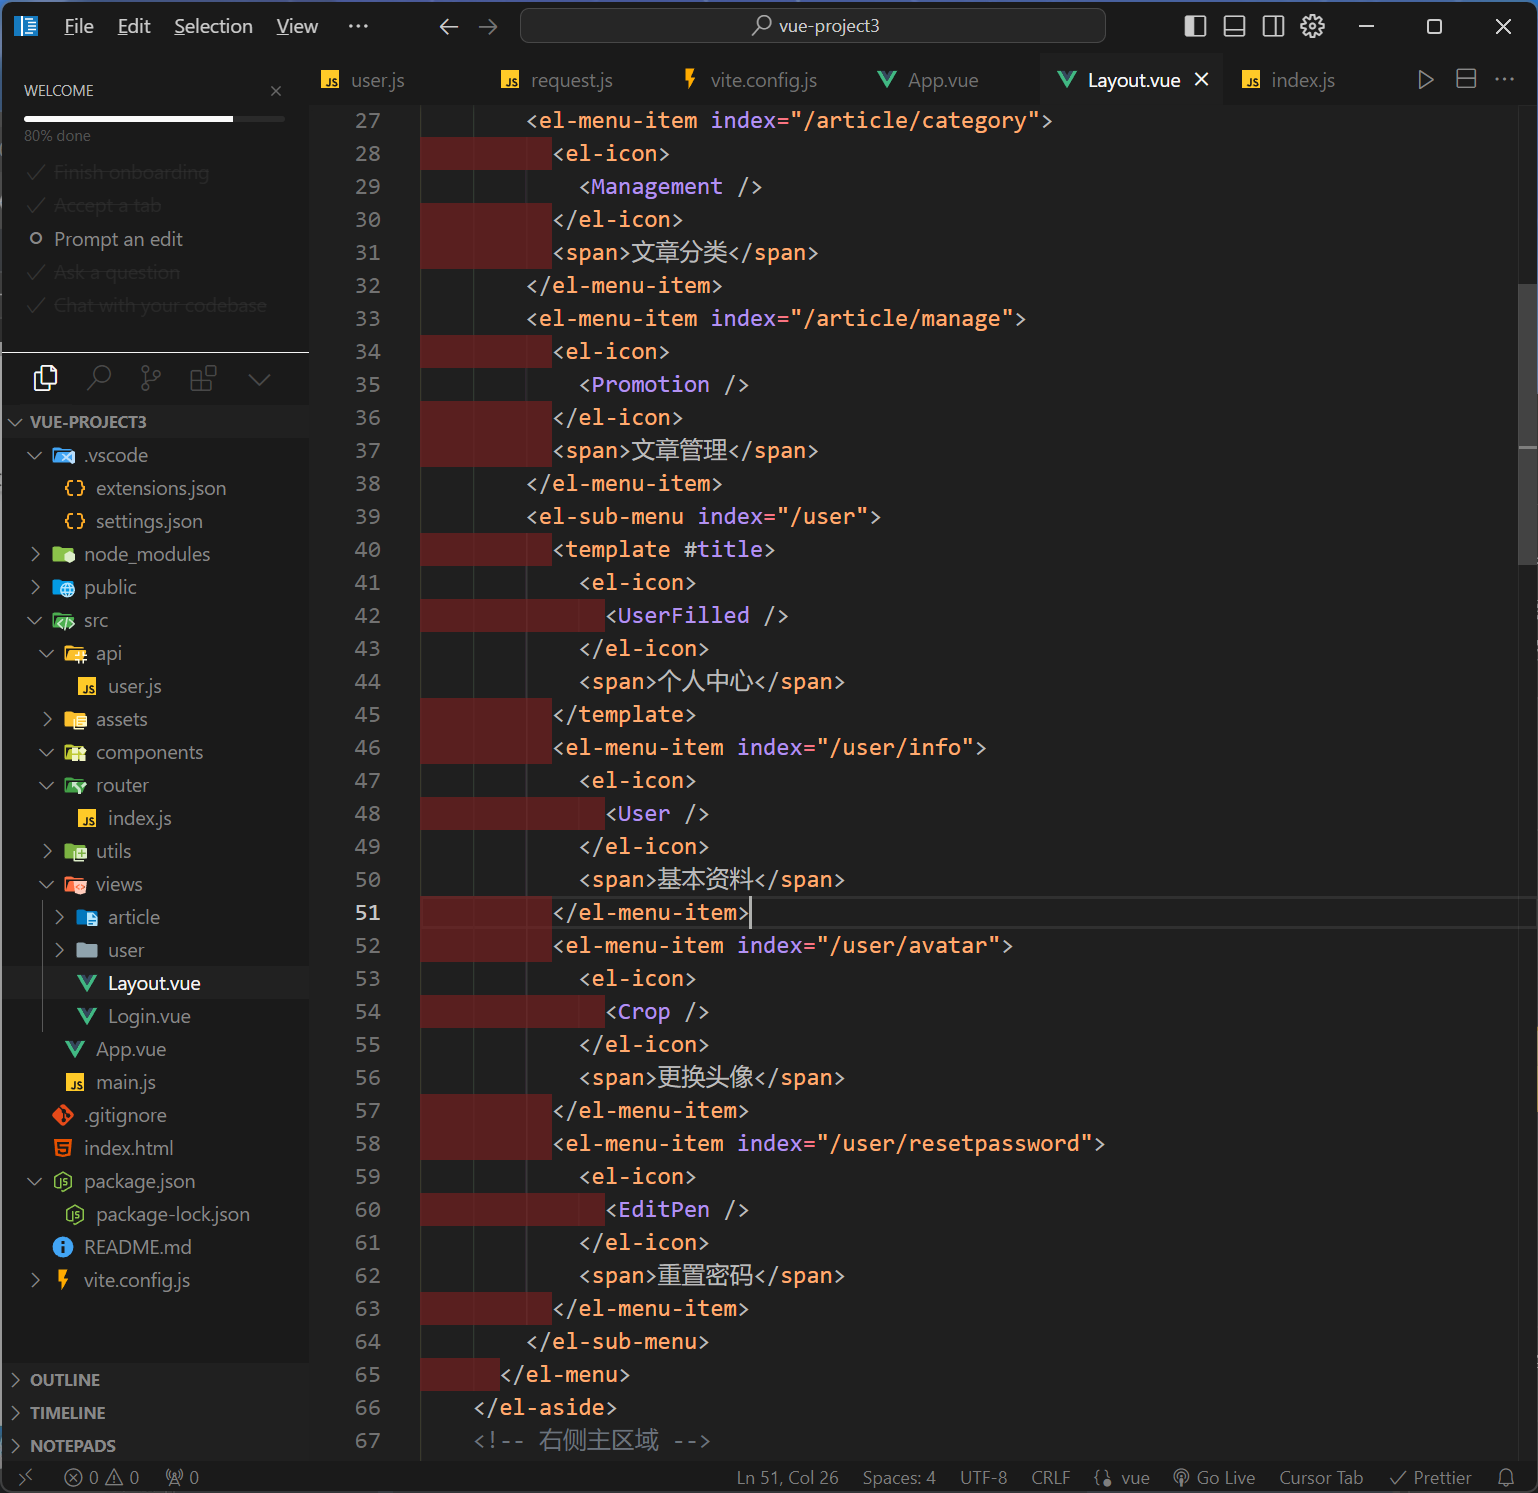 File Edit Selection View ··· vue-project3
WELCOME
80% done
Finish onboarding
Accept a tab
Prompt an edit
Ask a question
Chat with your codebase
VUE-PROJECT3
.vscode
extensions.json
settings.json
node_modules
public
src
api
user.js
assets
components
router
index.js
utils
views
article
user
Layout.vue
Login.vue
App.vue
main.js
.gitignore
index.html
package.json
package-lock.json
README.md
vite.config.js
OUTLINE
TIMELINE
NOTEPADS
user.js request.js vite.config.js App.vue Layout.vue index.js
27 <el-menu-item index="/article/category">
28 <el-icon>
29 <Management />
30 </el-icon>
31 <span>文章分类</span>
32 </el-menu-item>
33 <el-menu-item index="/article/manage">
34 <el-icon>
35 <Promotion />
36 </el-icon>
37 <span>文章管理</span>
38 </el-menu-item>
39 <el-sub-menu index="/user">
40 <template #title>
41 <el-icon>
42 <UserFilled />
43 </el-icon>
44 <span>个人中心</span>
45 </template>
46 <el-menu-item index="/user/info">
47 <el-icon>
48 <User />
49 </el-icon>
50 <span>基本资料</span>
51 </el-menu-item>
52 <el-menu-item index="/user/avatar">
53 <el-icon>
54 <Crop />
55 </el-icon>
56 <span>更换头像</span>
57 </el-menu-item>
58 <el-menu-item index="/user/resetpassword">
59 <el-icon>
60 <EditPen />
61 </el-icon>
62 <span>重置密码</span>
63 </el-menu-item>
64 </el-sub-menu>
65 </el-menu>
66 </el-aside>
67 <!-- 右侧主区域 -->
0 0 0 Ln 51, Col 26 Spaces: 4 UTF-8 CRLF vue Go Live Cursor Tab Prettier